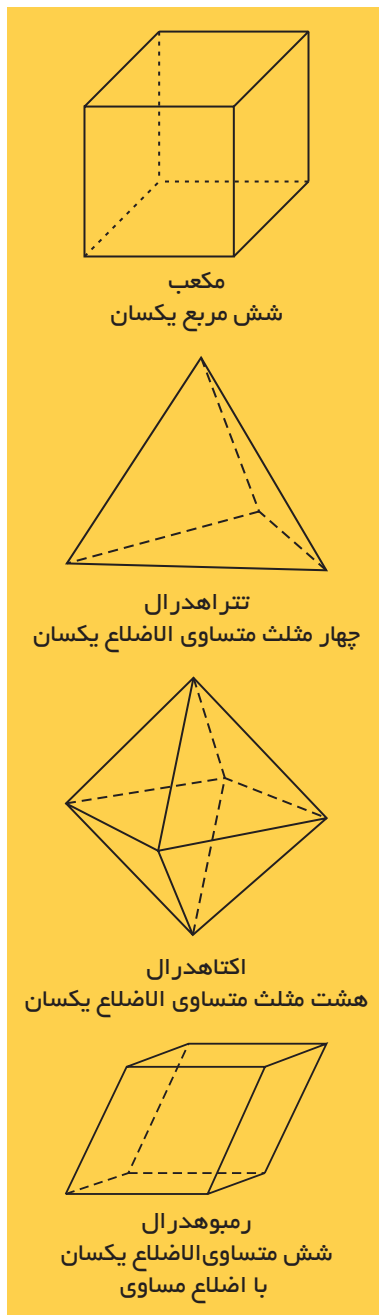 مکعب
شش مربع یکسان
تتراهدرال
چهار مثلث متساوی الاضلاع یکسان
اکتاهدرال
هشت مثلث متساوی الاضلاع یکسان
رمبوهدرال
شش متساوی‌الاضلاع یکسان
با اضلاع مساوی